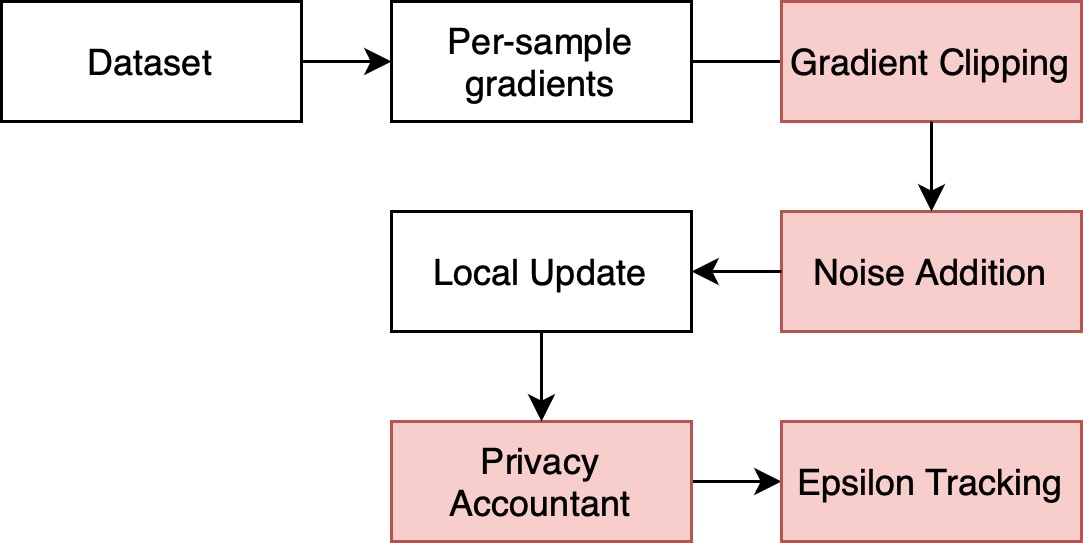 Dataset
Per-sample
gradients
Gradient Clipping
Local Update
Noise Addition
Privacy
Accountant
Epsilon Tracking